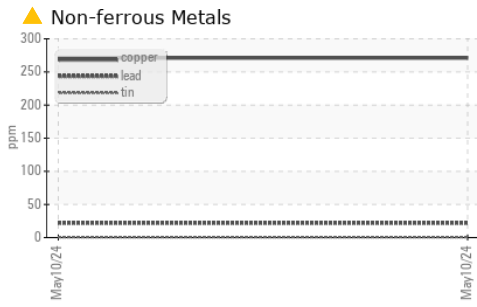 Non-ferrous Metals
300
250
200
150
100
50
0
ppm
copper
lead
tin
May10/24
May10/24